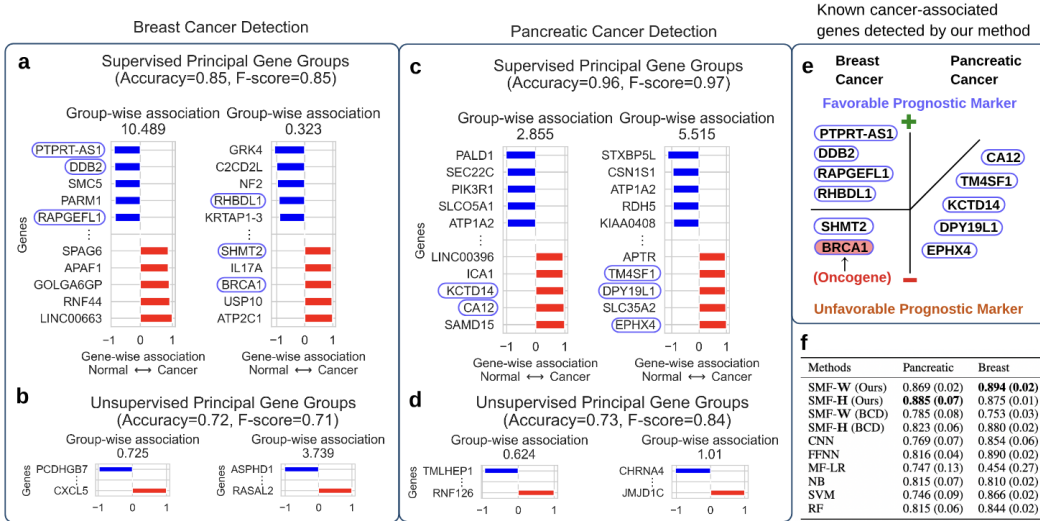 Breast Cancer Detection
a
Supervised Principal Gene Groups
(Accuracy=0.85, F-score=0.85)
Group-wise association
10.489
PTPRT-AS1
DDB2
SMC5
PARM1
RAPGEFL1
SPAG6
APAF1
GOLGA6GP
RNF44
LINC00663
Genes
−1 0 1
Gene-wise association
Normal ↔ Cancer
Group-wise association
0.323
GRK4
C2CD2L
NF2
RHBDL1
KRTAP1-3
SHMT2
IL17A
BRCA1
USP10
ATP2C1
−1 0 1
Gene-wise association
Normal ↔ Cancer
b
Unsupervised Principal Gene Groups
(Accuracy=0.72, F-score=0.71)
Group-wise association
0.725
3.739
Genes
PCDHGB7
CXCL5
−1 0 1
ASPHD1
RASAL2
−1 0 1
Pancreatic Cancer Detection
c
Supervised Principal Gene Groups
(Accuracy=0.96, F-score=0.97)
Group-wise association
2.855
PALD1
SEC22C
PIK3R1
SLCO5A1
ATP1A2
LINC00396
ICA1
KCTD14
CA12
SAMD15
Genes
−1 0 1
Gene-wise association
Normal ↔ Cancer
Group-wise association
5.515
STXBP5L
CSN1S1
ATP1A2
RDH5
KIAA0408
APTR
TM4SF1
DPY19L1
SLC35A2
EPHX4
−1 0 1
Gene-wise association
Normal ↔ Cancer
d
Unsupervised Principal Gene Groups
(Accuracy=0.73, F-score=0.84)
Group-wise association
0.624
1.01
Genes
TMLHEP1
RNF126
−1 0 1
CHRNA4
JMJD1C
−1 0 1
Known cancer-associated
genes detected by our method
e
Breast
Cancer
Pancreatic
Cancer
Favorable Prognostic Marker
+
PTPRT-AS1
DDB2
RAPGEFL1
RHBDL1
SHMT2
BRCA1
(Oncogene)
CA12
TM4SF1
KCTD14
DPY19L1
EPHX4
−
Unfavorable Prognostic Marker
f
Methods Pancreatic Breast
SMF-W (Ours) 0.869 (0.02) 0.894 (0.02)
SMF-H (Ours) 0.885 (0.07) 0.875 (0.01)
SMF-W (BCD) 0.785 (0.08) 0.753 (0.03)
SMF-H (BCD) 0.823 (0.06) 0.880 (0.02)
CNN 0.769 (0.07) 0.854 (0.06)
FFNN 0.816 (0.04) 0.890 (0.02)
MF-LR 0.747 (0.13) 0.454 (0.27)
NB 0.815 (0.07) 0.810 (0.02)
SVM 0.746 (0.09) 0.866 (0.02)
RF 0.815 (0.06) 0.844 (0.02)